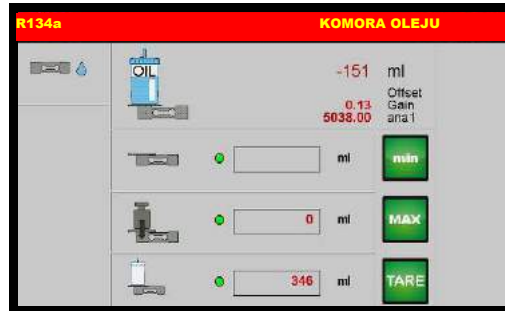 R134a KOMORA OLEJU
OIL
-151 ml
Offset
0.13 Gain
5038.00 ana1
ml min
0 ml MAX
346 ml TARE